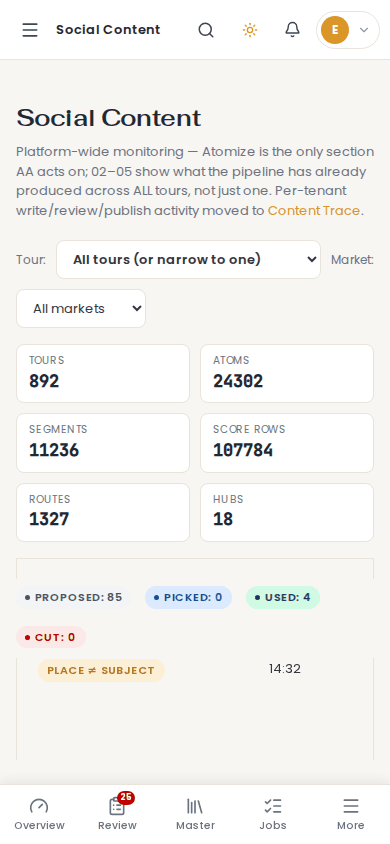 Social Content
E
Social Content
Platform-wide monitoring — Atomize is the only section
AA acts on; 02–05 show what the pipeline has already
produced across ALL tours, not just one. Per-tenant
write/review/publish activity moved to Content Trace.
Tour: All tours (or narrow to one) Market:
All markets
TOURS ATOMS
892 24302
SEGMENTS SCORE ROWS
11236 107784
ROUTES HUBS
1327 18
PROPOSED: 85 PICKED: 0 USED: 4
CUT: 0
PLACE ≠ SUBJECT 14:32
25
Overview Review Master Jobs More